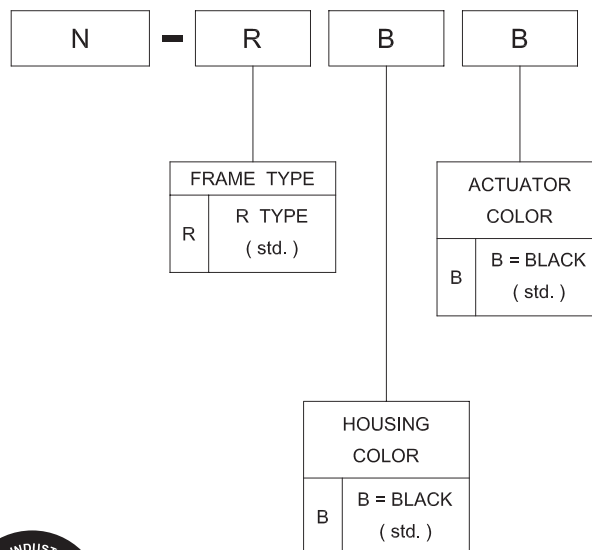 N - R B B
FRAME TYPE
R R TYPE
( std. )
ACTUATOR
COLOR
B B = BLACK
( std. )
HOUSING
COLOR
B B = BLACK
( std. )